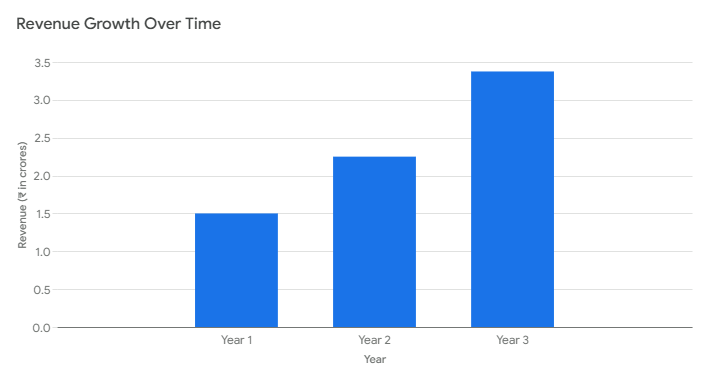 Revenue Growth Over Time
Revenue (₹ in crores)
3.5
3.0
2.5
2.0
1.5
1.0
0.5
0.0
Year 1 Year 2 Year 3
Year